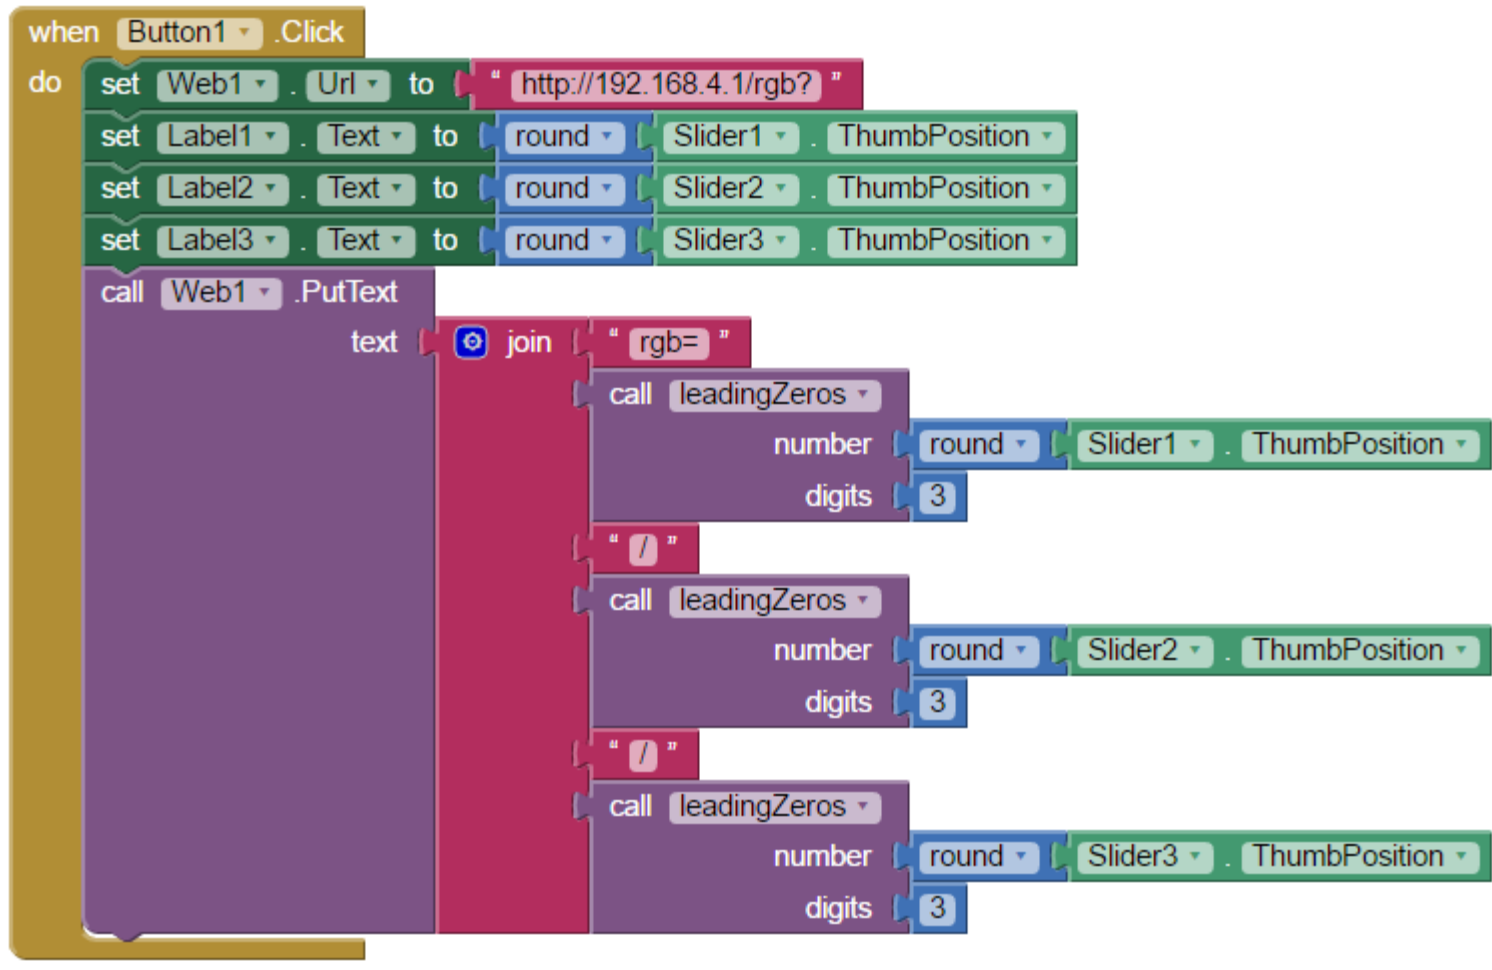 when Button1 .Click
do set Web1 . Url to " http://192.168.4.1/rgb? "
set Label1 . Text to round Slider1 . ThumbPosition
set Label2 . Text to round Slider2 . ThumbPosition
set Label3 . Text to round Slider3 . ThumbPosition
call Web1 .PutText
text join " rgb= "
call leadingZeros
number round Slider1 . ThumbPosition
digits 3
" / "
call leadingZeros
number round Slider2 . ThumbPosition
digits 3
" / "
call leadingZeros
number round Slider3 . ThumbPosition
digits 3